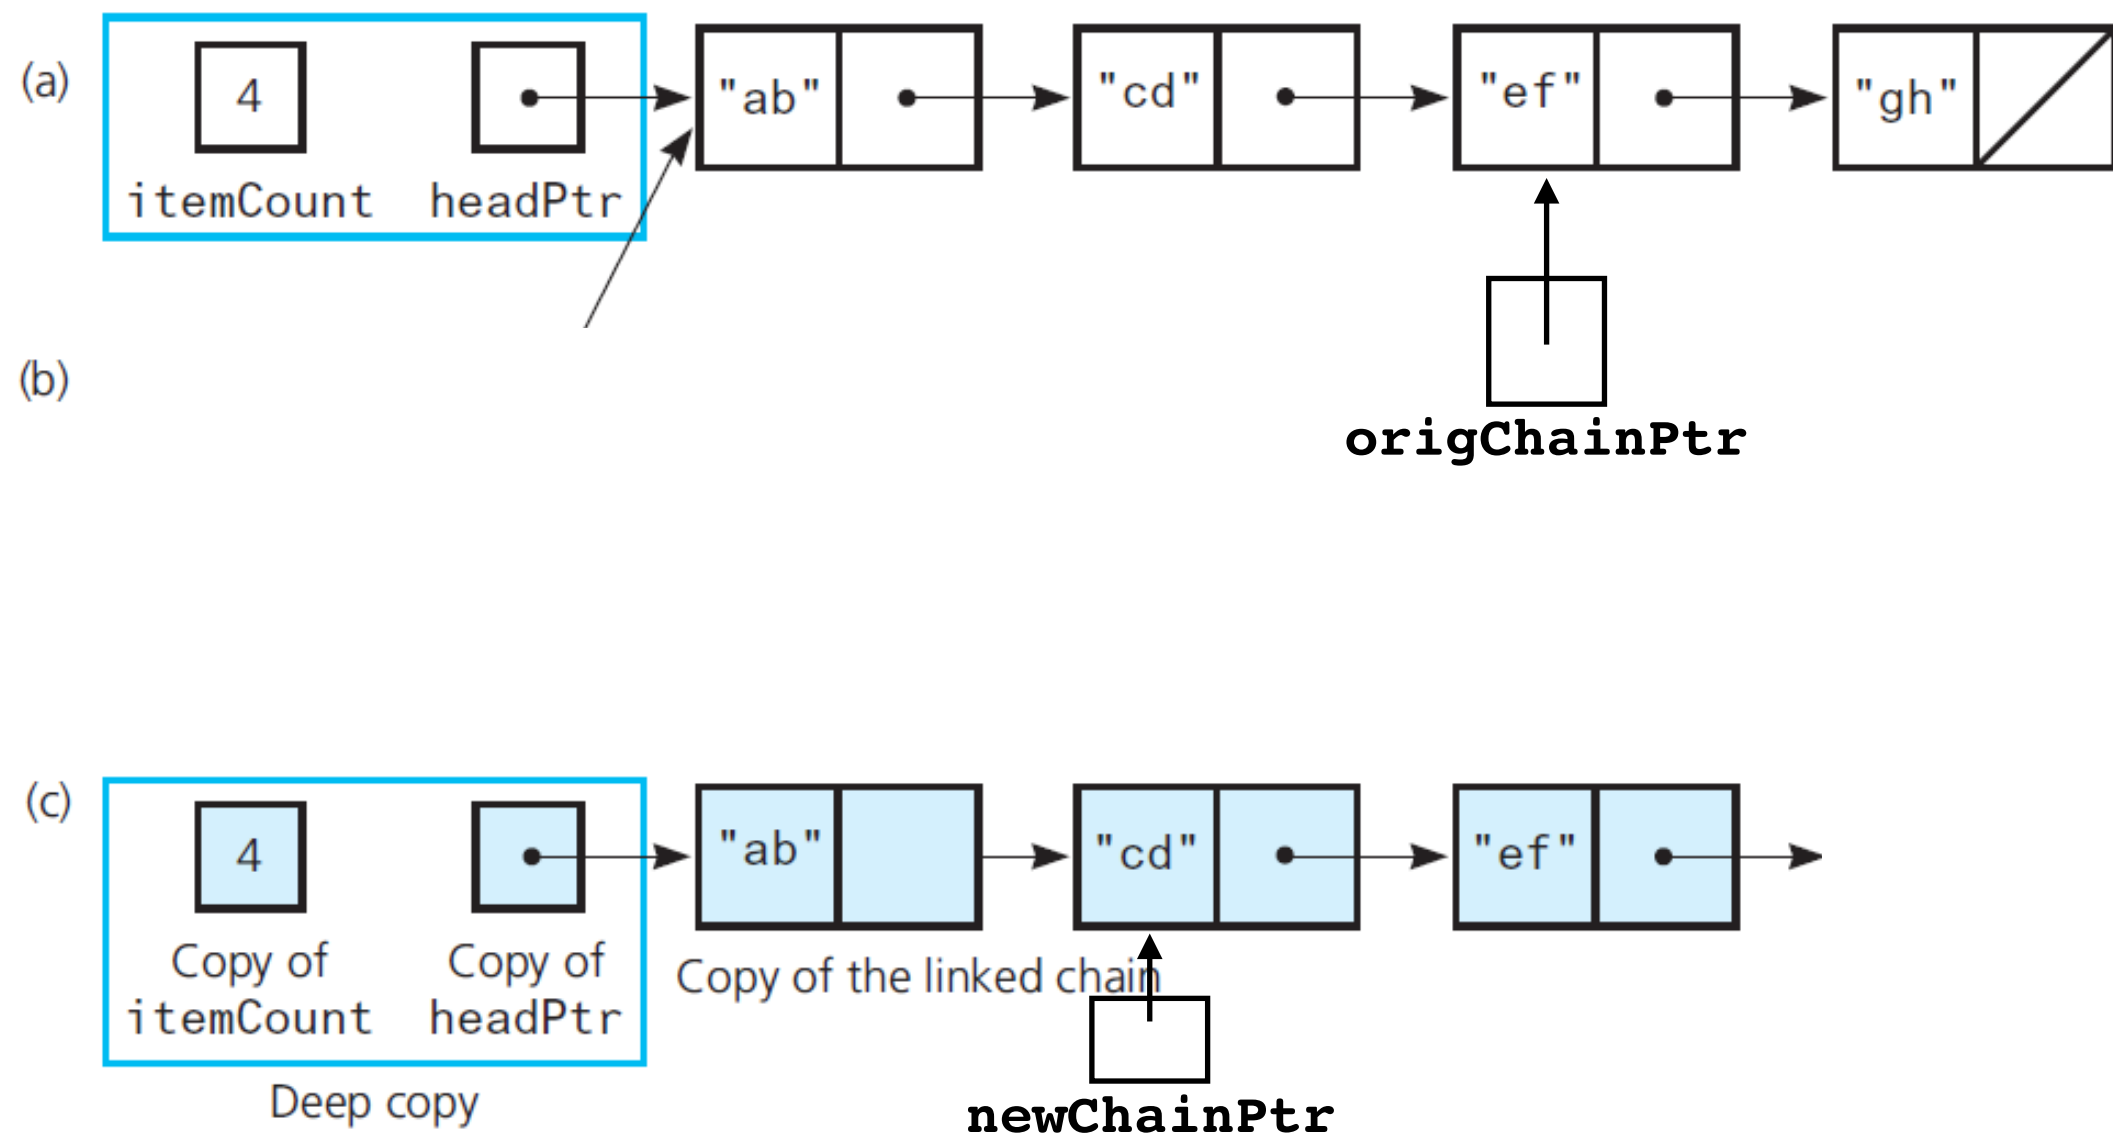 (a)
4
itemCount
headPtr
"ab"
"cd"
"ef"
"gh"
origChainPtr
(b)
(c)
4
Copy of
itemCount
Copy of
headPtr
"ab"
"cd"
"ef"
Copy of the linked chain
Deep copy
newChainPtr